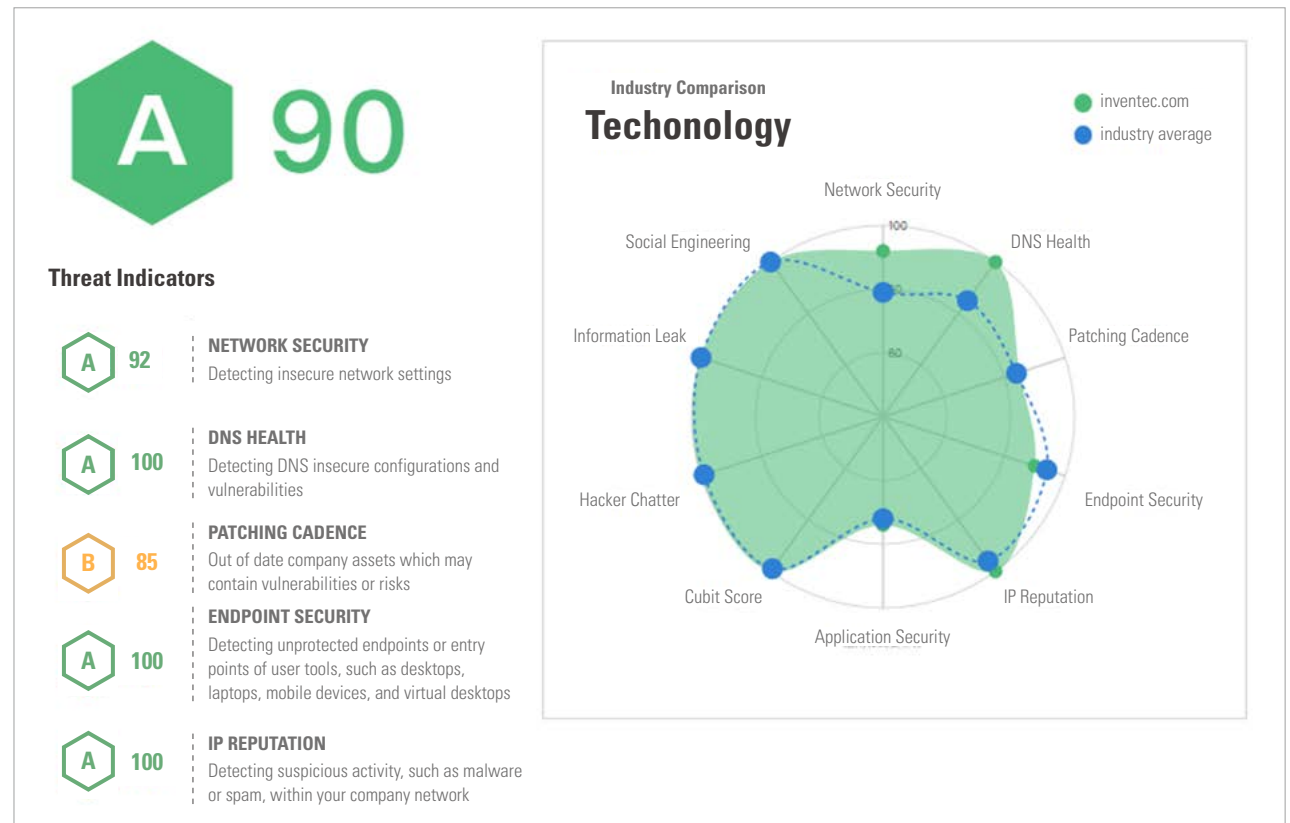 A 90
Threat Indicators
A 92
NETWORK SECURITY
Detecting insecure network settings
A 100
DNS HEALTH
Detecting DNS insecure configurations and
vulnerabilities
B 85
PATCHING CADENCE
Out of date company assets which may
contain vulnerabilities or risks
A 100
ENDPOINT SECURITY
Detecting unprotected endpoints or entry
points of user tools, such as desktops,
laptops, mobile devices, and virtual desktops
A 100
IP REPUTATION
Detecting suspicious activity, such as malware
or spam, within your company network
Industry Comparison
Techonology
inventec.com
industry average
Network Security
100
Social Engineering
DNS Health
Information Leak
Patching Cadence
60
Hacker Chatter
Endpoint Security
Cubit Score
IP Reputation
Application Security